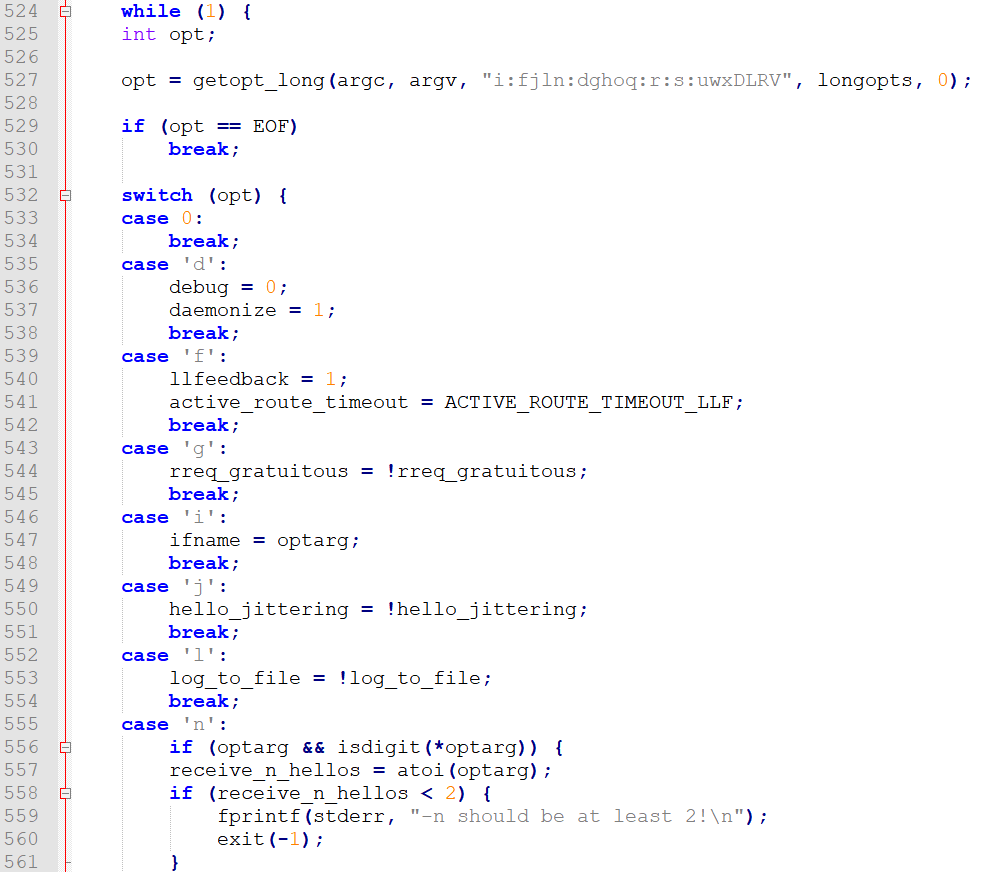 524 while (1) {
525 int opt;
526
527 opt = getopt_long(argc, argv, "i:fjln:dghoq:r:s:uwxDLRV", longopts, 0);
528
529 if (opt == EOF)
530 break;
531
532 switch (opt) {
533 case 0:
534 break;
535 case 'd':
536 debug = 0;
537 daemonize = 1;
538 break;
539 case 'f':
540 llfeedback = 1;
541 active_route_timeout = ACTIVE_ROUTE_TIMEOUT_LLF;
542 break;
543 case 'g':
544 rreq_gratuitous = !rreq_gratuitous;
545 break;
546 case 'i':
547 ifname = optarg;
548 break;
549 case 'j':
550 hello_jittering = !hello_jittering;
551 break;
552 case 'l':
553 log_to_file = !log_to_file;
554 break;
555 case 'n':
556 if (optarg && isdigit(*optarg)) {
557 receive_n_hellos = atoi(optarg);
558 if (receive_n_hellos < 2) {
559 fprintf(stderr, "-n should be at least 2!\n");
560 exit(-1);
561 }